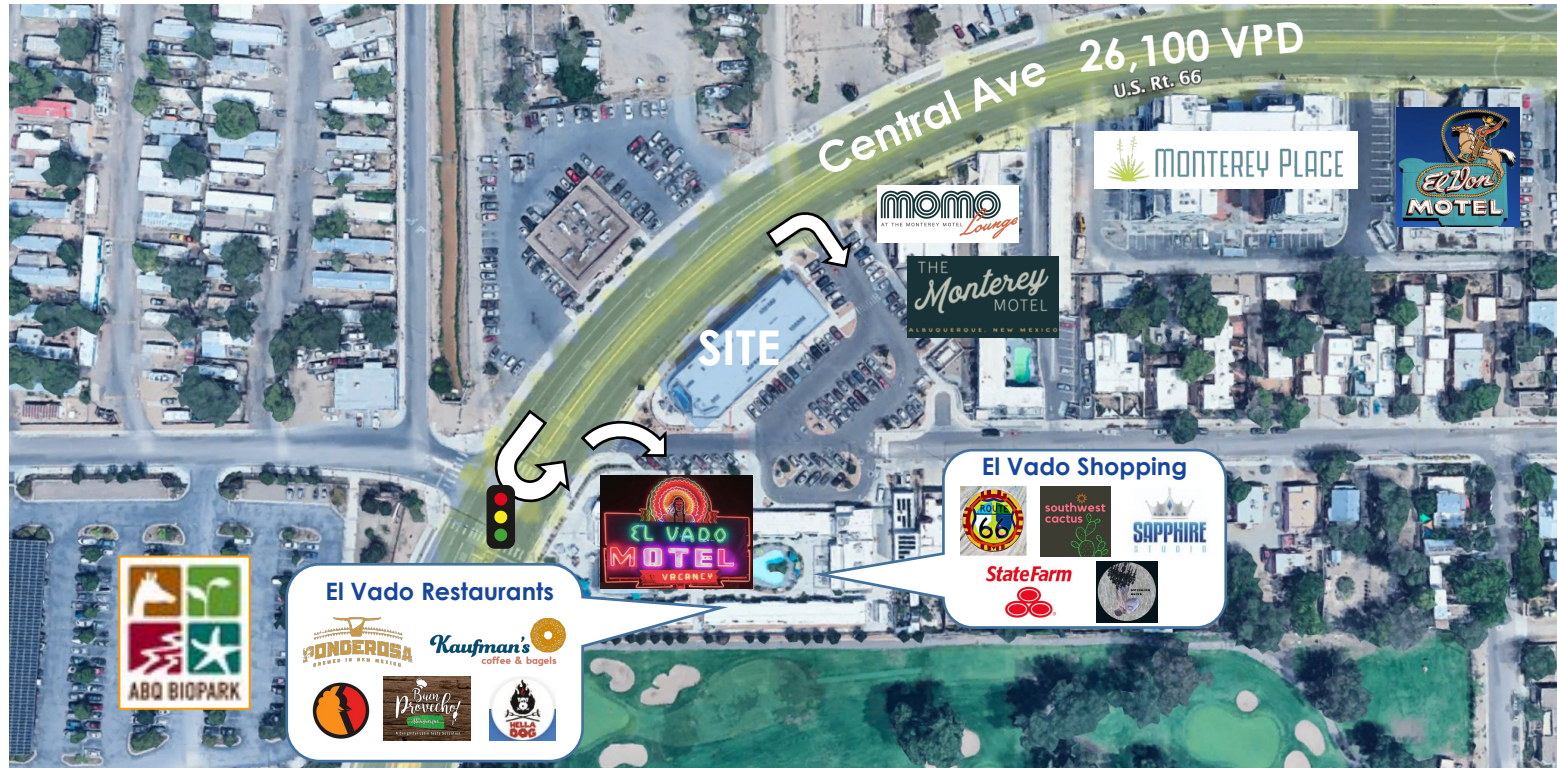 Central Ave 26,100 VPD
U.S. Rt. 66
MONTEREY PLACE
El Don
MOTEL
MOMO
AT THE MONTEREY MOTEL
Lounge
THE
Monterey
MOTEL
ALBUQUERQUE, NEW MEXICO
SITE
EL VADO
MOTEL
VACANCY
El Vado Shopping
ROUTE
66
southwest
cactus
SAPPHIRE
STUDIO
StateFarm
El Vado Restaurants
PONDEROSA
BREWED IN NEW MEXICO
Kaufman's
coffee & bagels
Buen
Provecho!
Albuquerque
HELLA
DOG
ABQ BIOPARK